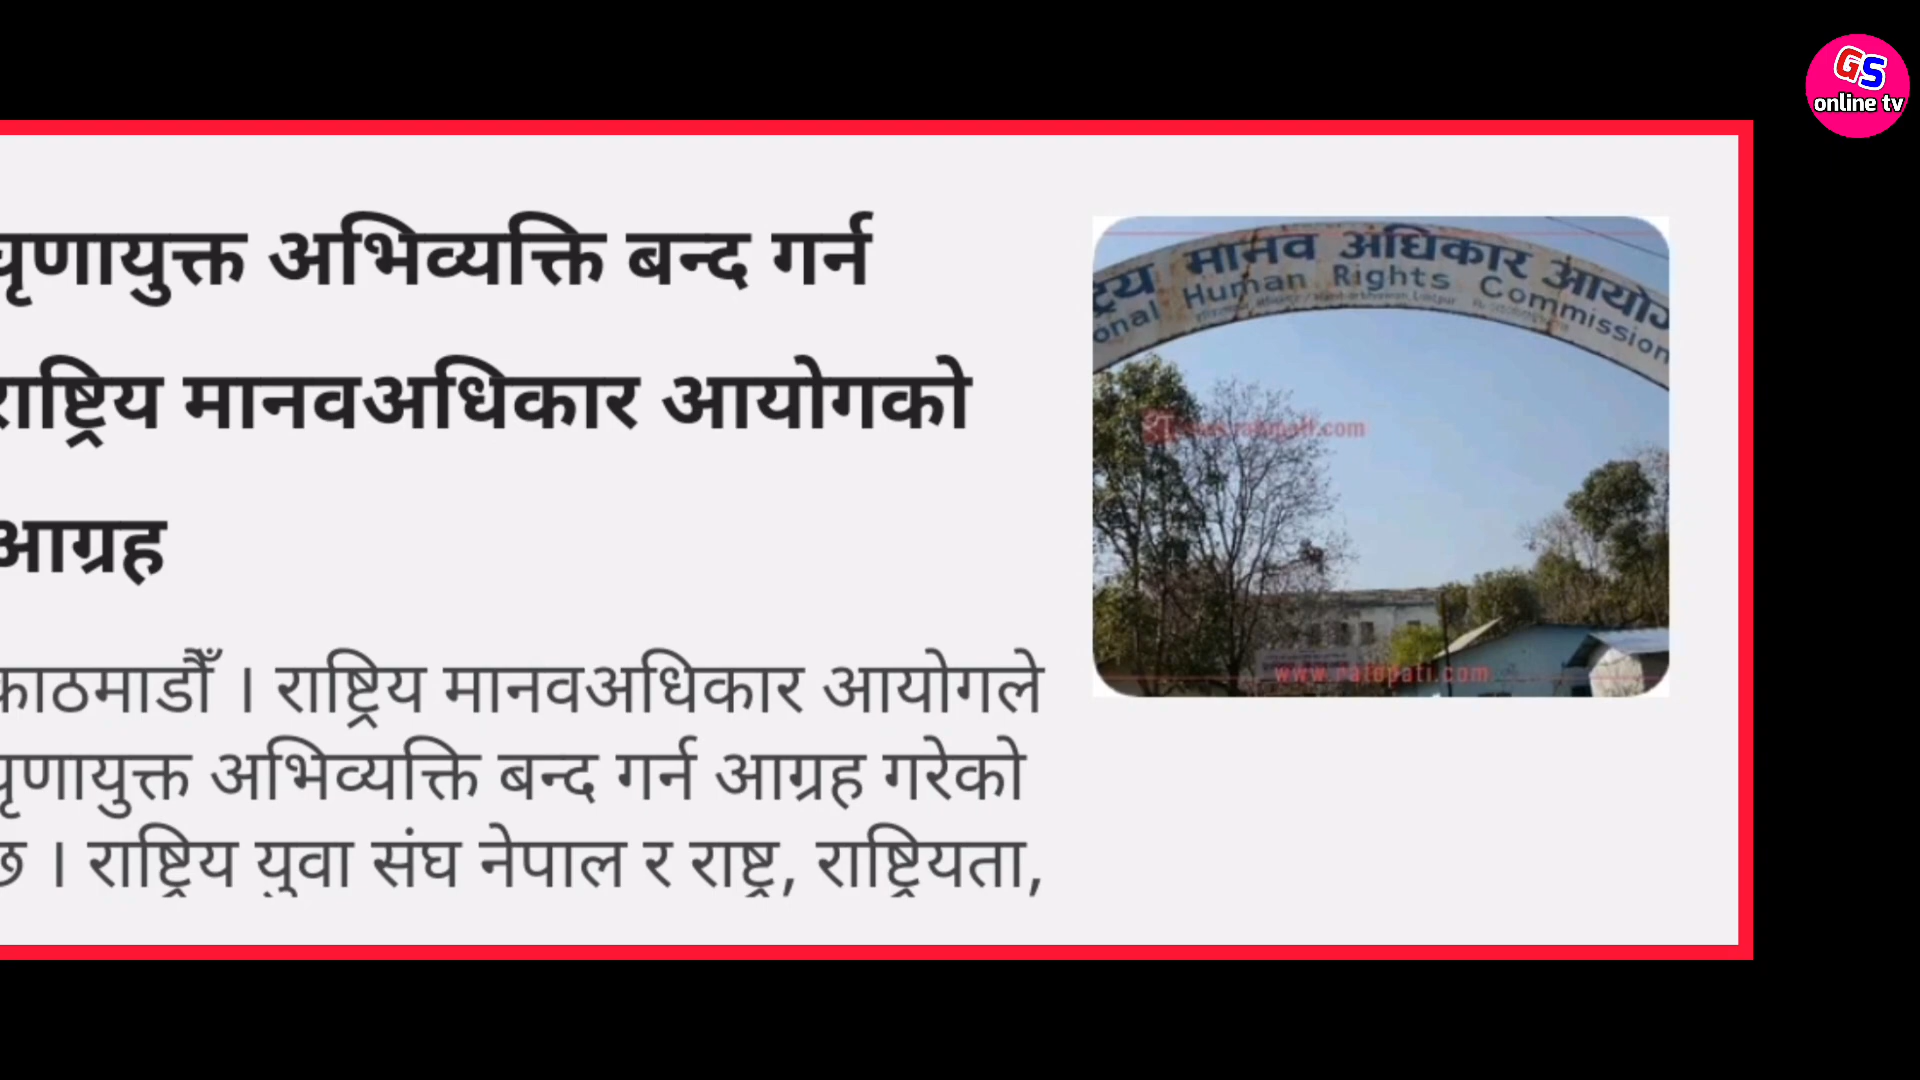 GS
online tv
घृणायुक्त अभिव्यक्ति बन्द गर्न
राष्ट्रिय मानवअधिकार आयोगको
आग्रह
काठमाडौँ । राष्ट्रिय मानवअधिकार आयोगले
घृणायुक्त अभिव्यक्ति बन्द गर्न आग्रह गरेको
छ । राष्ट्रिय युवा संघ नेपाल र राष्ट्र, राष्ट्रियता,
मानव अधिकार आयोग
Human Rights Commission
www.ratopati.com